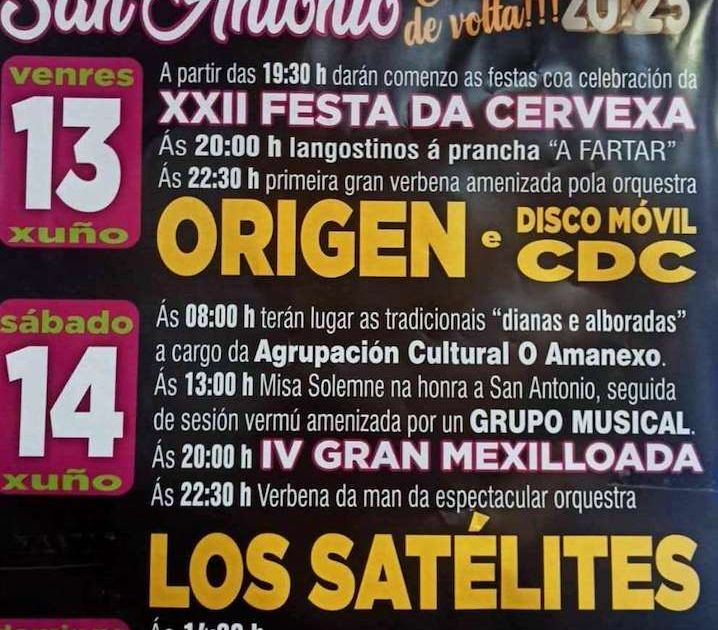 San Antonio
de volta!!! 2025
venres
13
xuño
A partir das 19:30 h darán comenzo as festas coa celebración da
XXII FESTA DA CERVEXA
Ás 20:00 h langostinos á prancha “A FARTAR”
Ás 22:30 h primeira gran verbena amenizada pola orquestra
ORIGEN e DISCO MÓVIL
CDC
sábado
14
xuño
Ás 08:00 h terán lugar as tradicionais “dianas e alboradas”
a cargo da Agrupación Cultural O Amanexo.
Ás 13:00 h Misa Solemne na honra a San Antonio, seguida
de sesión vermú amenizada por un GRUPO MUSICAL.
Ás 20:00 h IV GRAN MEXILLOADA
Ás 22:30 h Verbena da man da espectacular orquestra
LOS SATÉLITES